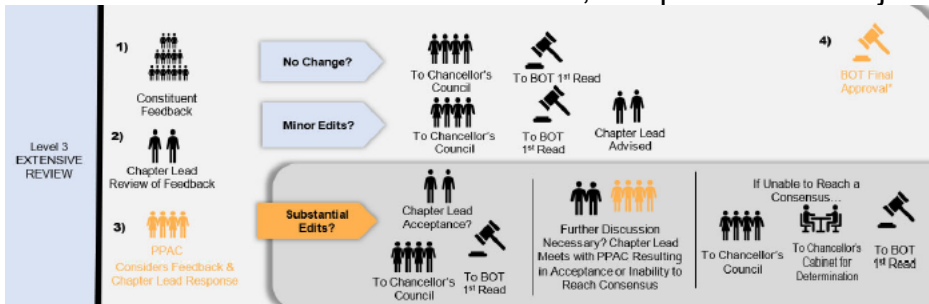 Level 3
EXTENSIVE
REVIEW
1)
Constituent
Feedback
2)
Chapter Lead
Review of Feedback
3)
PPAC
Considers Feedback &
Chapter Lead Response
No Change?
To Chancellor's
Council
To BOT 1st Read
Minor Edits?
To Chancellor's
Council
To BOT
1st Read
Chapter Lead
Advised
Substantial
Edits?
Chapter Lead
Acceptance?
To Chancellor's
Council
To BOT
1st Read
Further Discussion
Necessary? Chapter Lead
Meets with PPAC Resulting
in Acceptance or Inability to
Reach Consensus
If Unable to Reach a
Consensus...
To Chancellor's
Council
To Chancellor's
Cabinet for
Determination
To BOT
1st Read
4)
BOT Final
Approval*